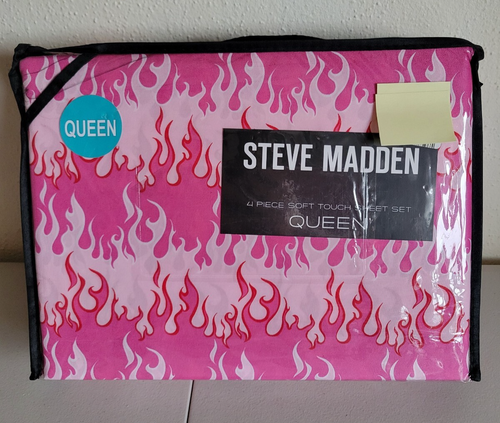 QUEEN
STEVE MADDEN
4 PIECE SOFT TOUCH SHEET SET
QUEEN